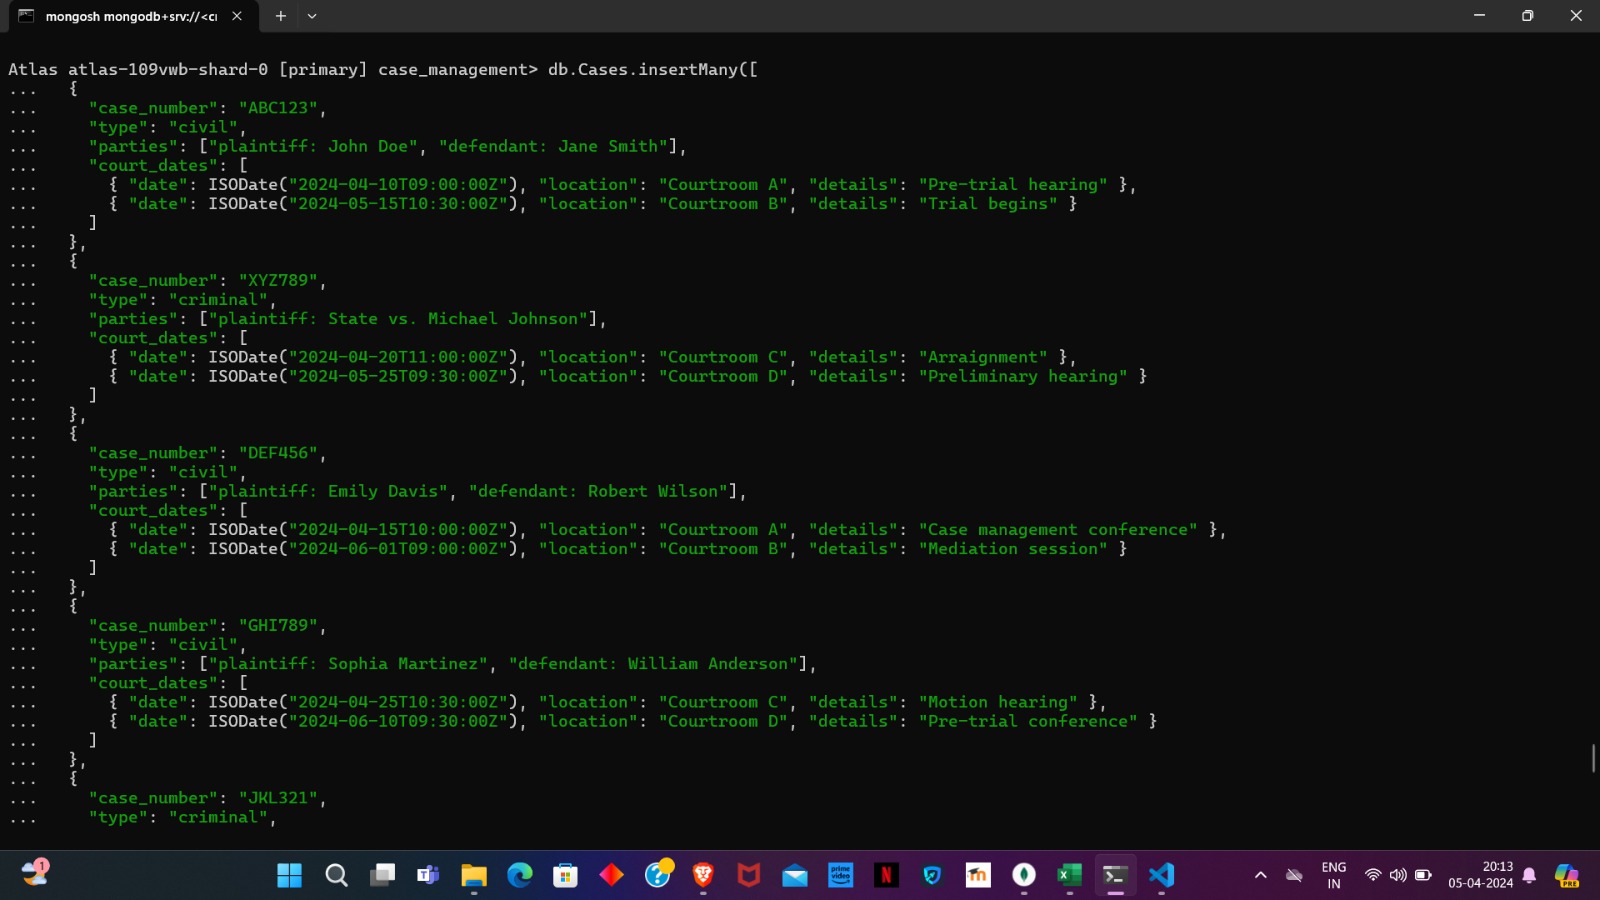 mongosh mongodb+srv://<cr
Atlas atlas-109vwb-shard-0 [primary] case_management> db.Cases.insertMany([
...   {
...     "case_number": "ABC123",
...     "type": "civil",
...     "parties": ["plaintiff: John Doe", "defendant: Jane Smith"],
...     "court_dates": [
...       { "date": ISODate("2024-04-10T09:00:00Z"), "location": "Courtroom A", "details": "Pre-trial hearing" },
...       { "date": ISODate("2024-05-15T10:30:00Z"), "location": "Courtroom B", "details": "Trial begins" }
...     ]
...   },
...   {
...     "case_number": "XYZ789",
...     "type": "criminal",
...     "parties": ["plaintiff: State vs. Michael Johnson"],
...     "court_dates": [
...       { "date": ISODate("2024-04-20T11:00:00Z"), "location": "Courtroom C", "details": "Arraignment" },
...       { "date": ISODate("2024-05-25T09:30:00Z"), "location": "Courtroom D", "details": "Preliminary hearing" }
...     ]
...   },
...   {
...     "case_number": "DEF456",
...     "type": "civil",
...     "parties": ["plaintiff: Emily Davis", "defendant: Robert Wilson"],
...     "court_dates": [
...       { "date": ISODate("2024-04-15T10:00:00Z"), "location": "Courtroom A", "details": "Case management conference" },
...       { "date": ISODate("2024-06-01T09:00:00Z"), "location": "Courtroom B", "details": "Mediation session" }
...     ]
...   },
...   {
...     "case_number": "GHI789",
...     "type": "civil",
...     "parties": ["plaintiff: Sophia Martinez", "defendant: William Anderson"],
...     "court_dates": [
...       { "date": ISODate("2024-04-25T10:30:00Z"), "location": "Courtroom C", "details": "Motion hearing" },
...       { "date": ISODate("2024-06-10T09:30:00Z"), "location": "Courtroom D", "details": "Pre-trial conference" }
...     ]
...   },
...   {
...     "case_number": "JKL321",
...     "type": "criminal",
1
prime
video
N
ENG
IN
20:13
05-04-2024
PRE